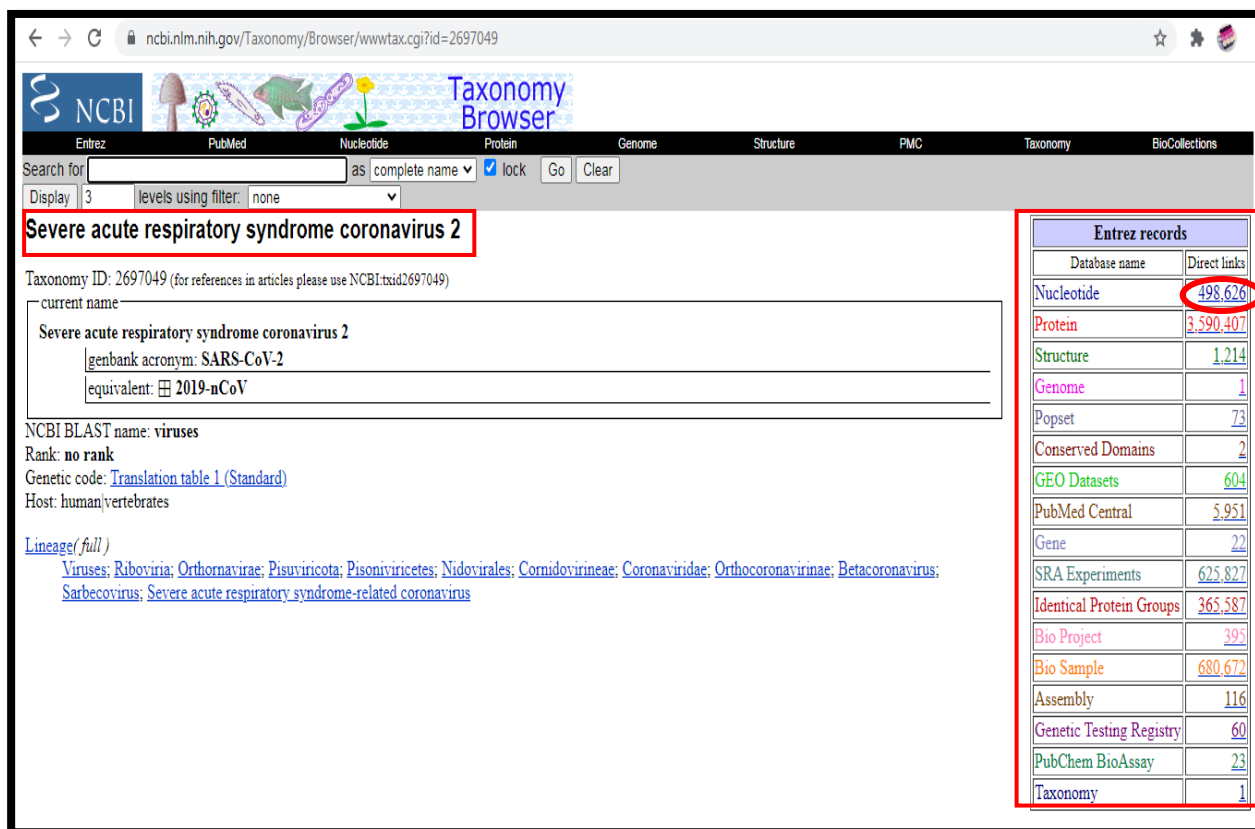 ncbi.nlm.nih.gov/Taxonomy/Browser/wwwtax.cgi?id=2697049
NCBI
Taxonomy
Browser
Entrez PubMed Nucleotide Protein Genome Structure PMC Taxonomy BioCollections
Search for as complete name lock Go Clear
Display 3 levels using filter: none
Severe acute respiratory syndrome coronavirus 2
Taxonomy ID: 2697049 (for references in articles please use NCBI:txid2697049)
current name
Severe acute respiratory syndrome coronavirus 2
genbank acronym: SARS-CoV-2
equivalent: 2019-nCoV
NCBI BLAST name: viruses
Rank: no rank
Genetic code: Translation table 1 (Standard)
Host: human|vertebrates
Lineage( full )
Viruses; Riboviria; Orthornavirae; Pisuviricota; Pisoniviricetes; Nidovirales; Cornidovirineae; Coronaviridae; Orthocoronavirinae; Betacoronavirus;
Sarbecovirus; Severe acute respiratory syndrome-related coronavirus
Entrez records
Database name Direct links
Nucleotide 498,626
Protein 3,590,407
Structure 1,214
Genome 1
Popset 73
Conserved Domains 2
GEO Datasets 604
PubMed Central 5,951
Gene 22
SRA Experiments 625,827
Identical Protein Groups 365,587
Bio Project 395
Bio Sample 680,672
Assembly 116
Genetic Testing Registry 60
PubChem BioAssay 23
Taxonomy 1